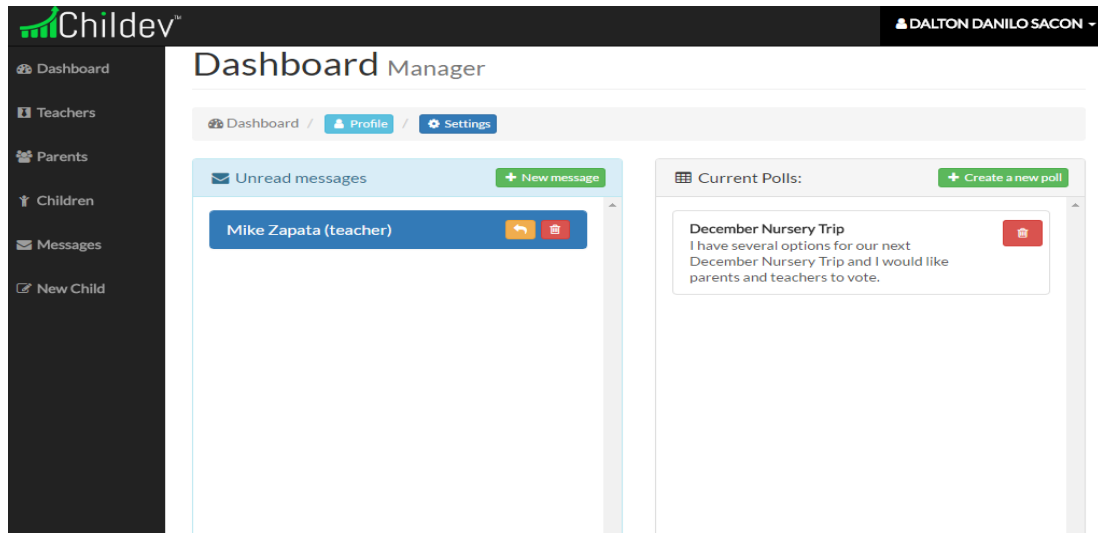 Childev™
DALTON DANILO SACON
Dashboard
Teachers
Parents
Children
Messages
New Child
Dashboard Manager
Dashboard / Profile / Settings
Unread messages
+ New message
Mike Zapata (teacher)
Current Polls:
+ Create a new poll
December Nursery Trip
I have several options for our next
December Nursery Trip and I would like
parents and teachers to vote.